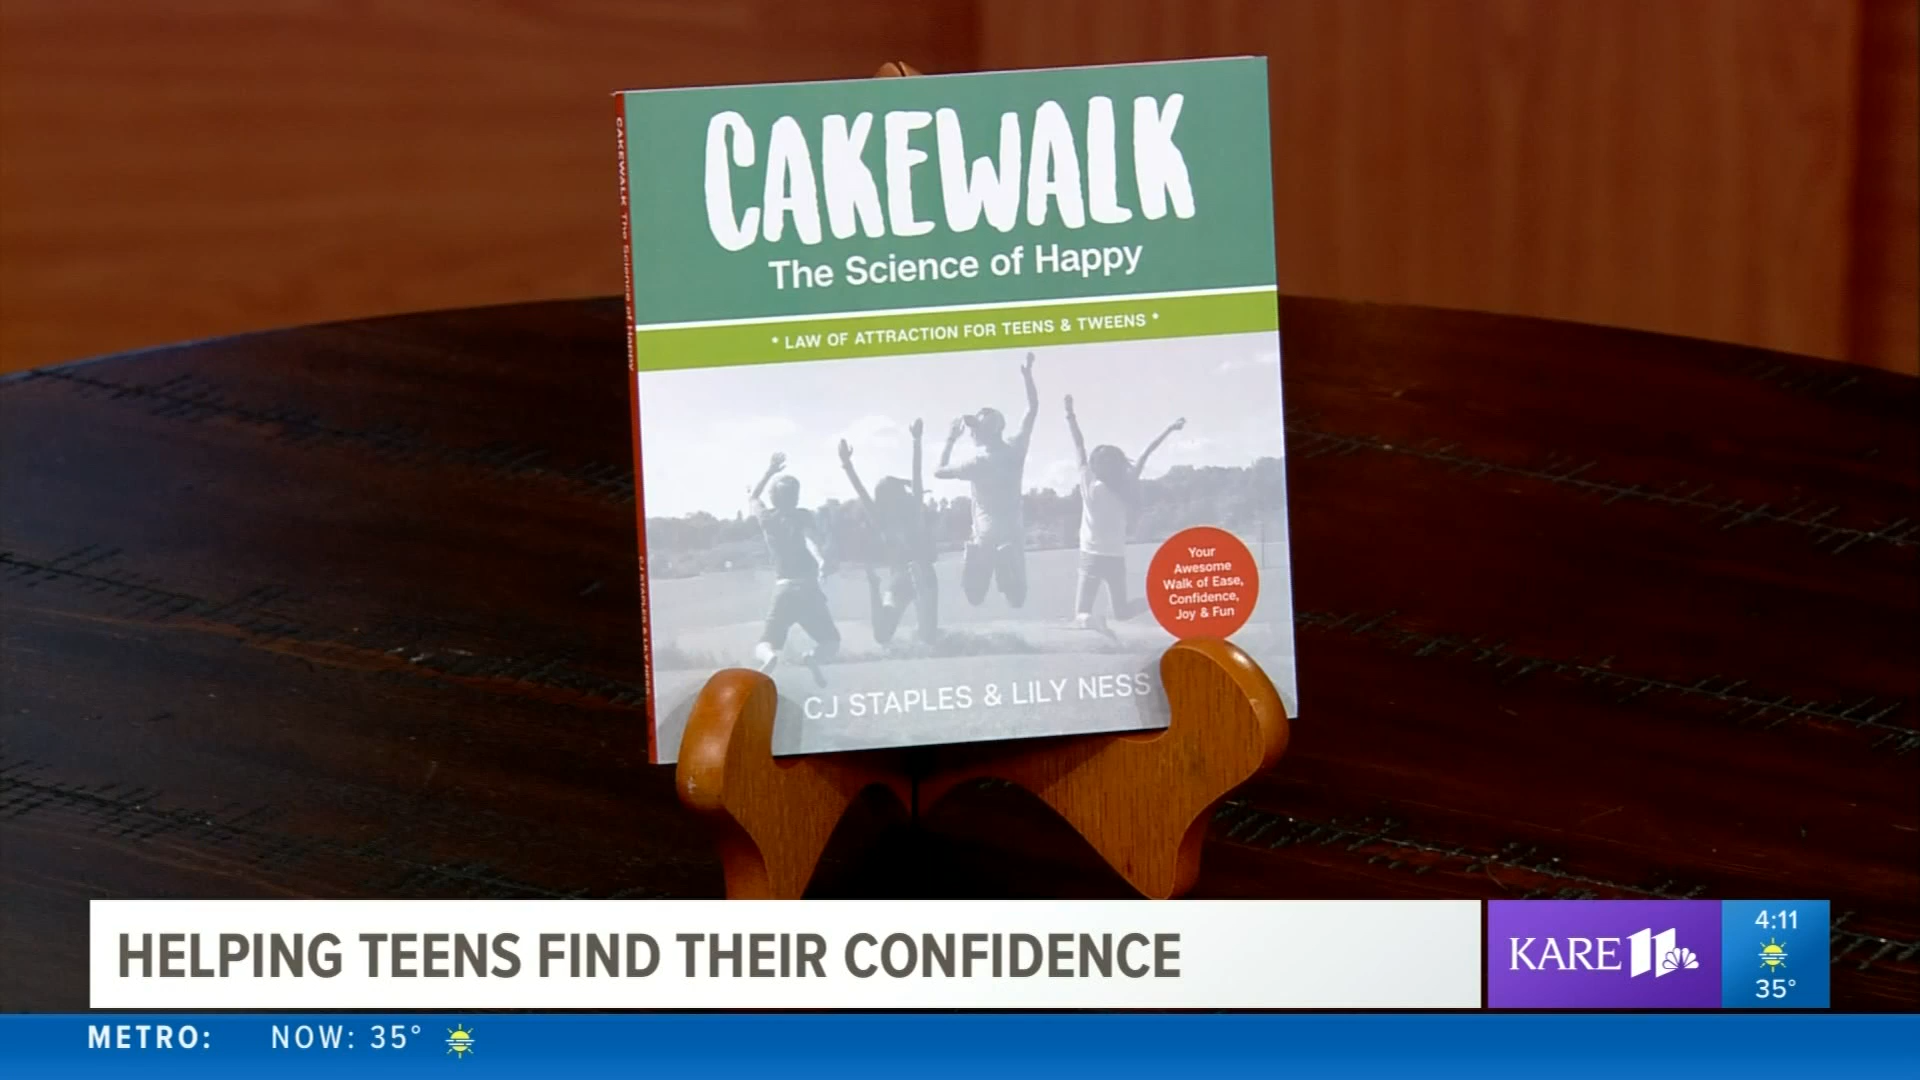 CAKEWALK
The Science of Happy
* LAW OF ATTRACTION FOR TEENS & TWEENS *
Your
Awesome
Walk of Ease,
Confidence,
Joy & Fun
CJ STAPLES & LILY NESS
CAKEWALK The Science of Happy
CJ STAPLES & LILY NESS
HELPING TEENS FIND THEIR CONFIDENCE
KARE 11
4:11
35°
METRO: NOW: 35°